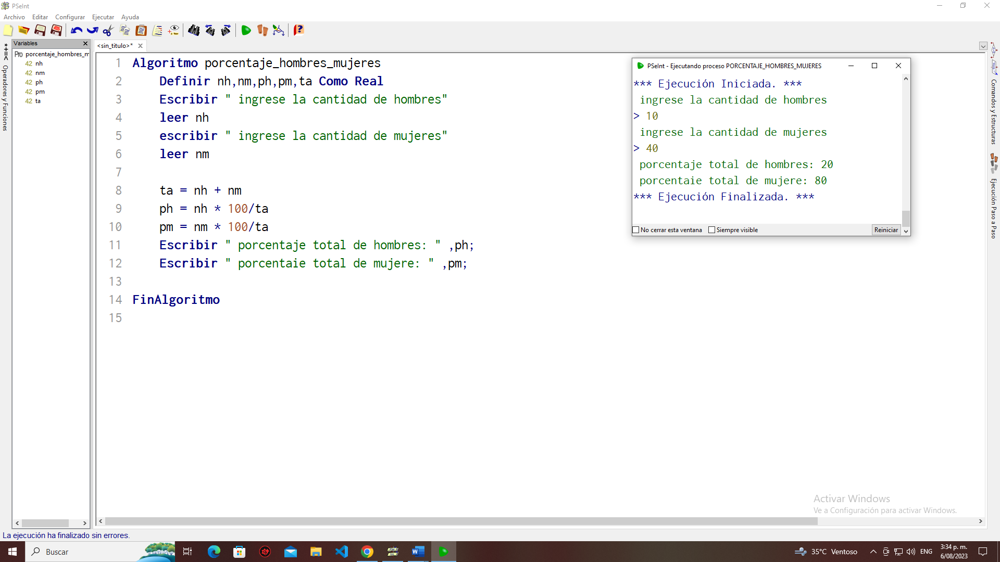 PSeInt
Archivo Editar Configurar Ejecutar Ayuda
Variables
<sin_titulo>*
Pro porcentaje_hombres_m
42 nh
42 nm
42 ph
42 pm
42 ta
*+=< Operadores y Funciones
1 Algoritmo porcentaje_hombres_mujeres
2 Definir nh,nm,ph,pm,ta Como Real
3 Escribir " ingrese la cantidad de hombres"
4 leer nh
5 escribir " ingrese la cantidad de mujeres"
6 leer nm
7
8 ta = nh + nm
9 ph = nh * 100/ta
10 pm = nm * 100/ta
11 Escribir " porcentaje total de hombres: " ,ph;
12 Escribir " porcentaie total de mujere: " ,pm;
13
14 FinAlgoritmo
15
PSeInt - Ejecutando proceso PORCENTAJE_HOMBRES_MUJERES
*** Ejecución Iniciada. ***
ingrese la cantidad de hombres
> 10
ingrese la cantidad de mujeres
> 40
porcentaje total de hombres: 20
porcentaie total de mujere: 80
*** Ejecución Finalizada. ***
No cerrar esta ventana Siempre visible Reiniciar
Comandos y Estructuras
Ejecución Paso a Paso
Activar Windows
Ve a Configuración para activar Windows.
La ejecución ha finalizado sin errores.
Buscar
35°C Ventoso
ENG
3:34 p. m.
6/08/2023